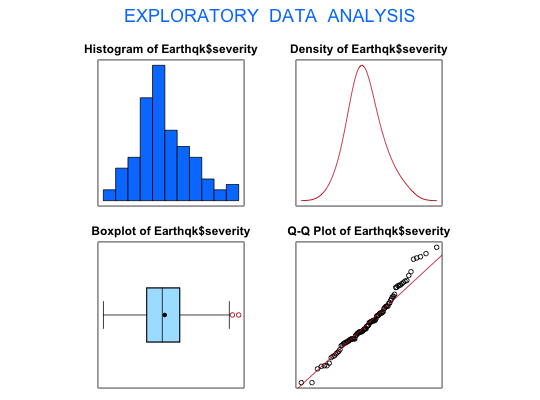 EXPLORATORY DATA ANALYSIS
Histogram of Earthqk$severity
Density of Earthqk$severity
Boxplot of Earthqk$severity
Q-Q Plot of Earthqk$severity